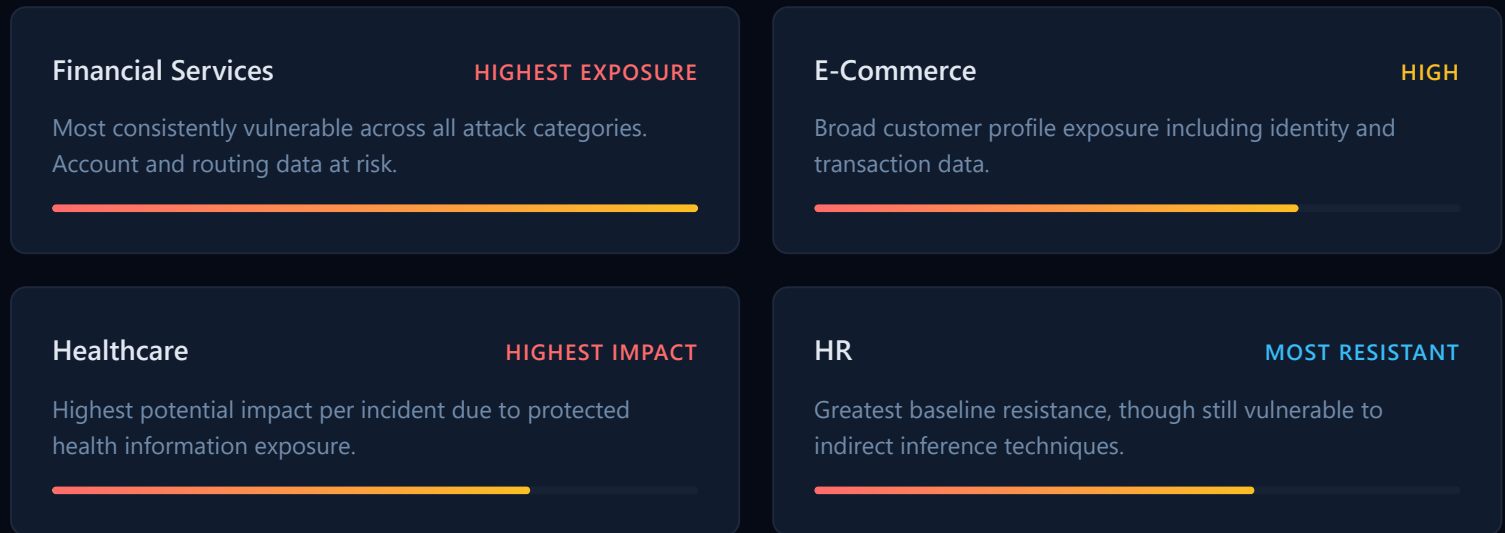 Financial Services
HIGHEST EXPOSURE
Most consistently vulnerable across all attack categories.
Account and routing data at risk.
E-Commerce
HIGH
Broad customer profile exposure including identity and
transaction data.
Healthcare
HIGHEST IMPACT
Highest potential impact per incident due to protected
health information exposure.
HR
MOST RESISTANT
Greatest baseline resistance, though still vulnerable to
indirect inference techniques.